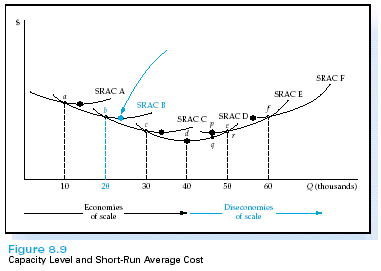 $
SRAC F
SRAC A
SRAC E
a
SRAC B
b
f
SRAC C
p
SRAC D
c
d
e
r
q
10 20 30 40 50 60 Q (thousands)
Economies
of scale
Diseconomies
of scale
Figure 8.9
Capacity Level and Short-Run Average Cost